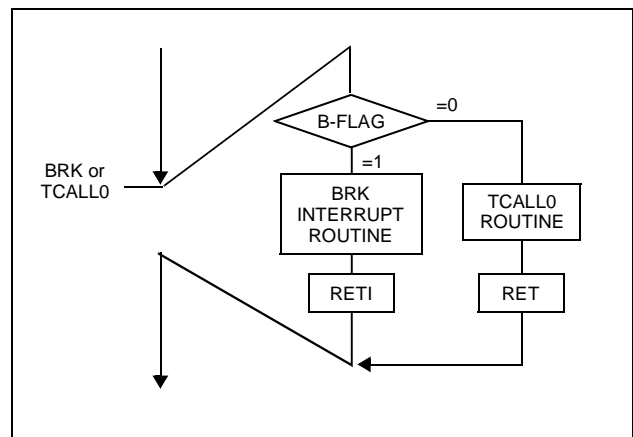 B-FLAG
=0
=1
BRK or
TCALL0
BRK
INTERRUPT
ROUTINE
TCALL0
ROUTINE
RETI
RET